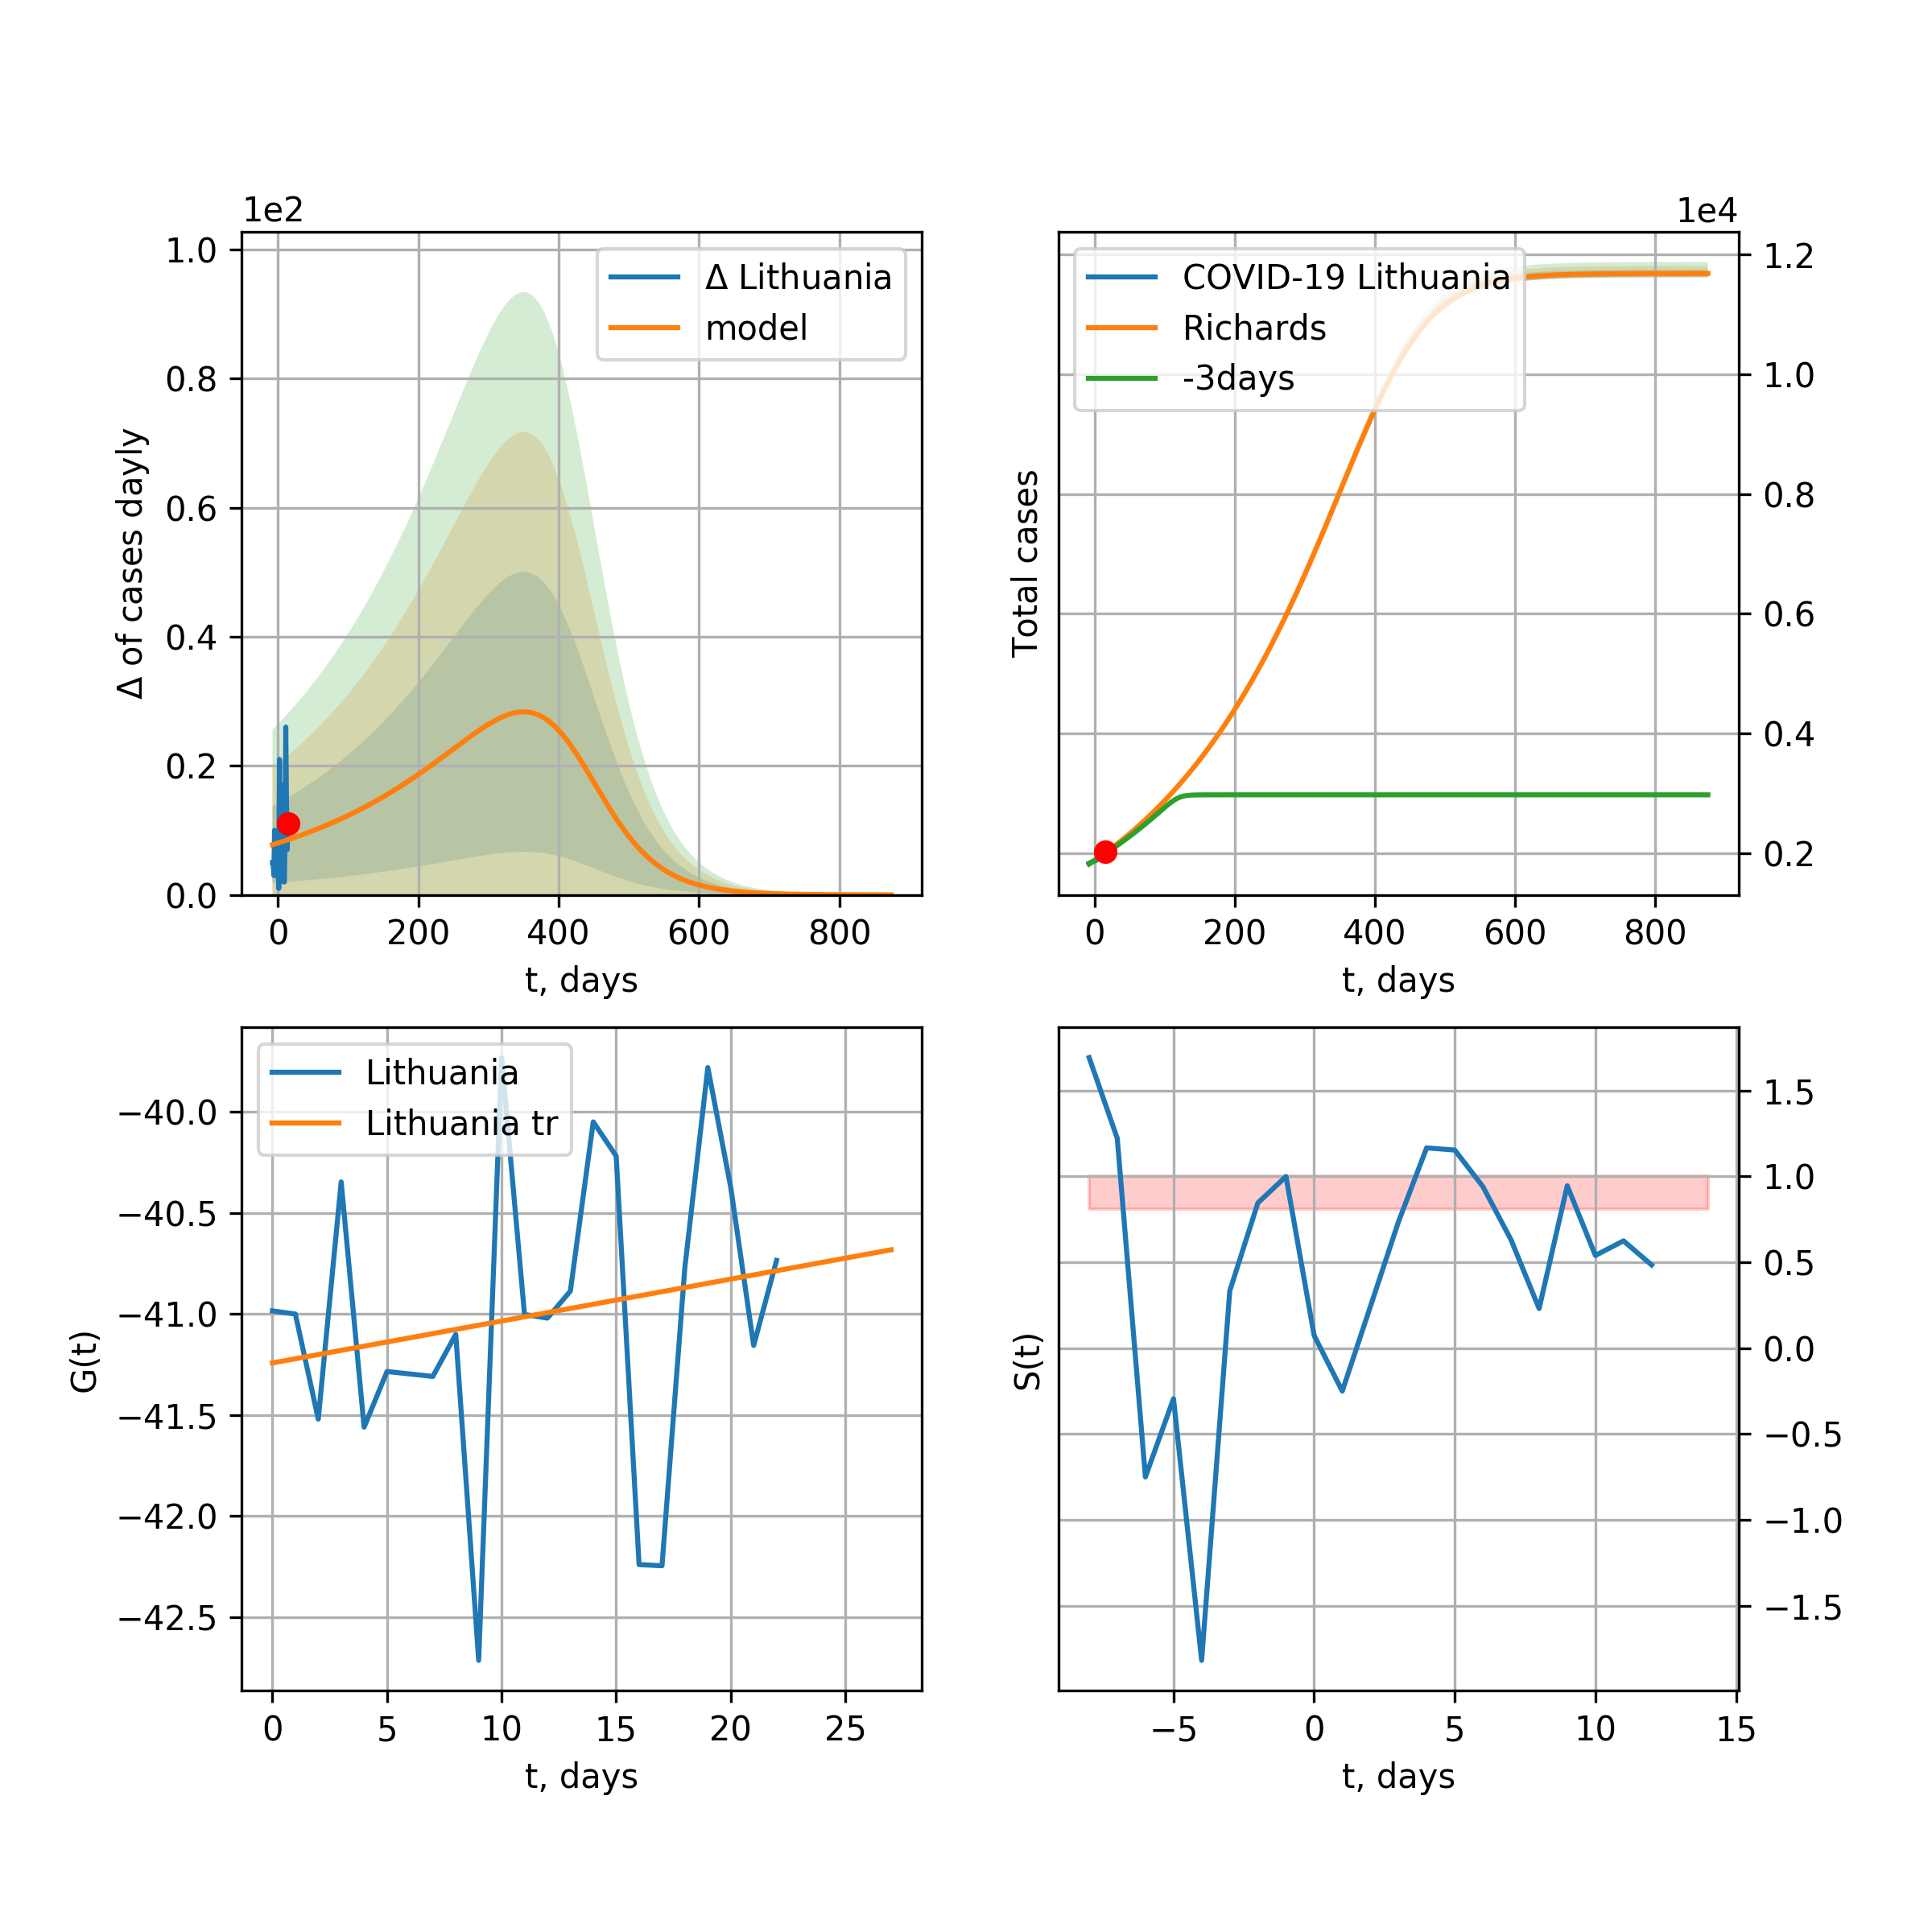 1e2
1.0
0.8
0.6
0.4
0.2
0.0
Δ of cases dayly
Δ Lithuania
model
0 200 400 600 800
t, days
1e4
1.2
1.0
0.8
0.6
0.4
0.2
Total cases
COVID-19 Lithuania
Richards
-3days
0 200 400 600 800
t, days
−40.0
−40.5
−41.0
−41.5
−42.0
−42.5
G(t)
Lithuania
Lithuania tr
0 5 10 15 20 25
t, days
S(t)
1.5
1.0
0.5
0.0
−0.5
−1.0
−1.5
−5 0 5 10 15
t, days